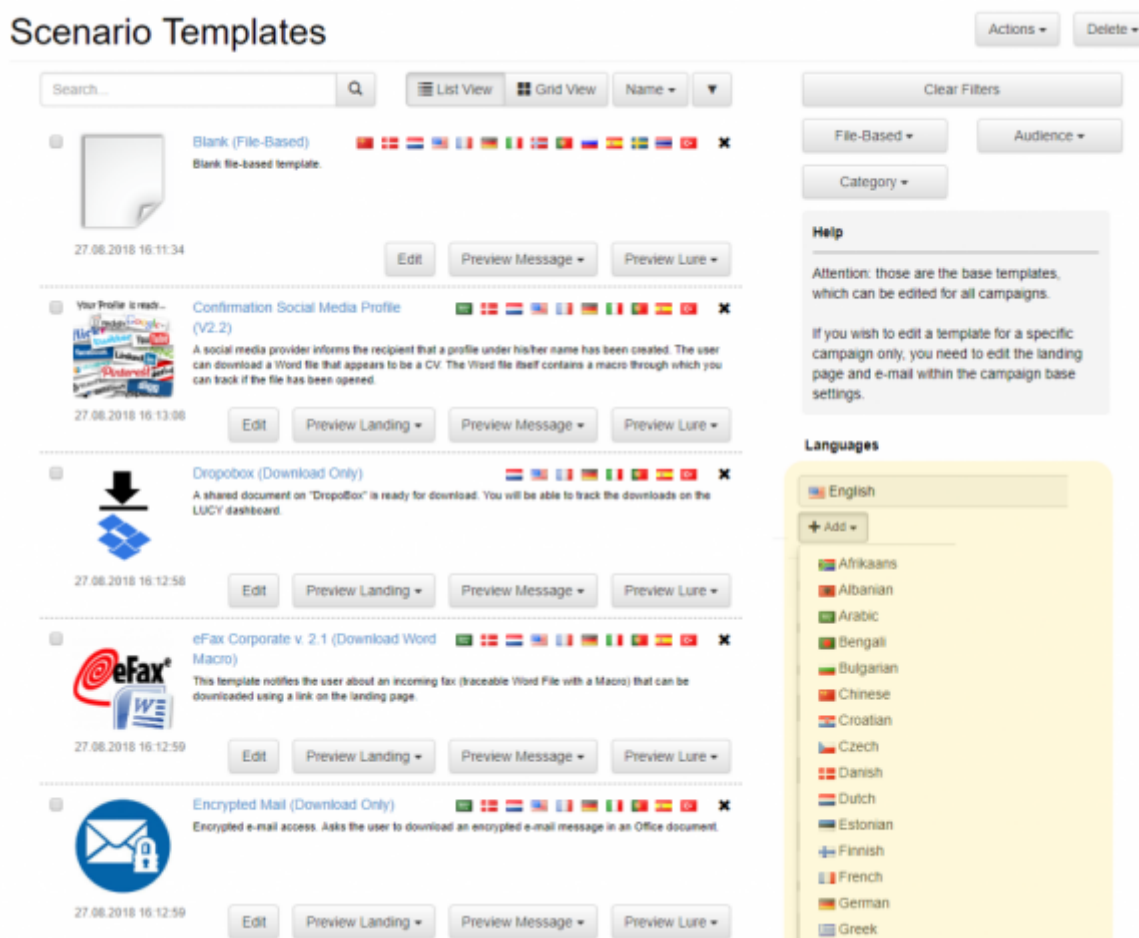 Scenario Templates
Actions
Delete
Search...
List View
Grid View
Name
Clear Filters
File-Based
Audience
Category
Blank (File-Based)
Blank file-based template.
27.08.2018 16:11:34
Edit
Preview Message
Preview Lure
Your Profile is ready...
Pinterest
digg
Confirmation Social Media Profile
(V2.2)
A social media provider informs the recipient that a profile under his/her name has been created. The user
can download a Word file that appears to be a CV. The Word file itself contains a macro through which you
can track if the file has been opened.
27.08.2018 16:13:08
Edit
Preview Landing
Preview Message
Preview Lure
Dropobox (Download Only)
A shared document on "DropoBox" is ready for download. You will be able to track the downloads on the
LUCY dashboard.
27.08.2018 16:12:58
Edit
Preview Landing
Preview Message
Preview Lure
eFax
W
eFax Corporate v. 2.1 (Download Word
Macro)
This template notifies the user about an incoming fax (traceable Word File with a Macro) that can be
downloaded using a link on the landing page.
27.08.2018 16:12:59
Edit
Preview Landing
Preview Message
Preview Lure
Encrypted Mail (Download Only)
Encrypted e-mail access. Asks the user to download an encrypted e-mail message in an Office document.
27.08.2018 16:12:59
Edit
Preview Landing
Preview Message
Preview Lure
Help
Attention: those are the base templates,
which can be edited for all campaigns.
If you wish to edit a template for a specific
campaign only, you need to edit the landing
page and e-mail within the campaign base
settings.
Languages
English
Add
Afrikaans
Albanian
Arabic
Bengali
Bulgarian
Chinese
Croatian
Czech
Danish
Dutch
Estonian
Finnish
French
German
Greek